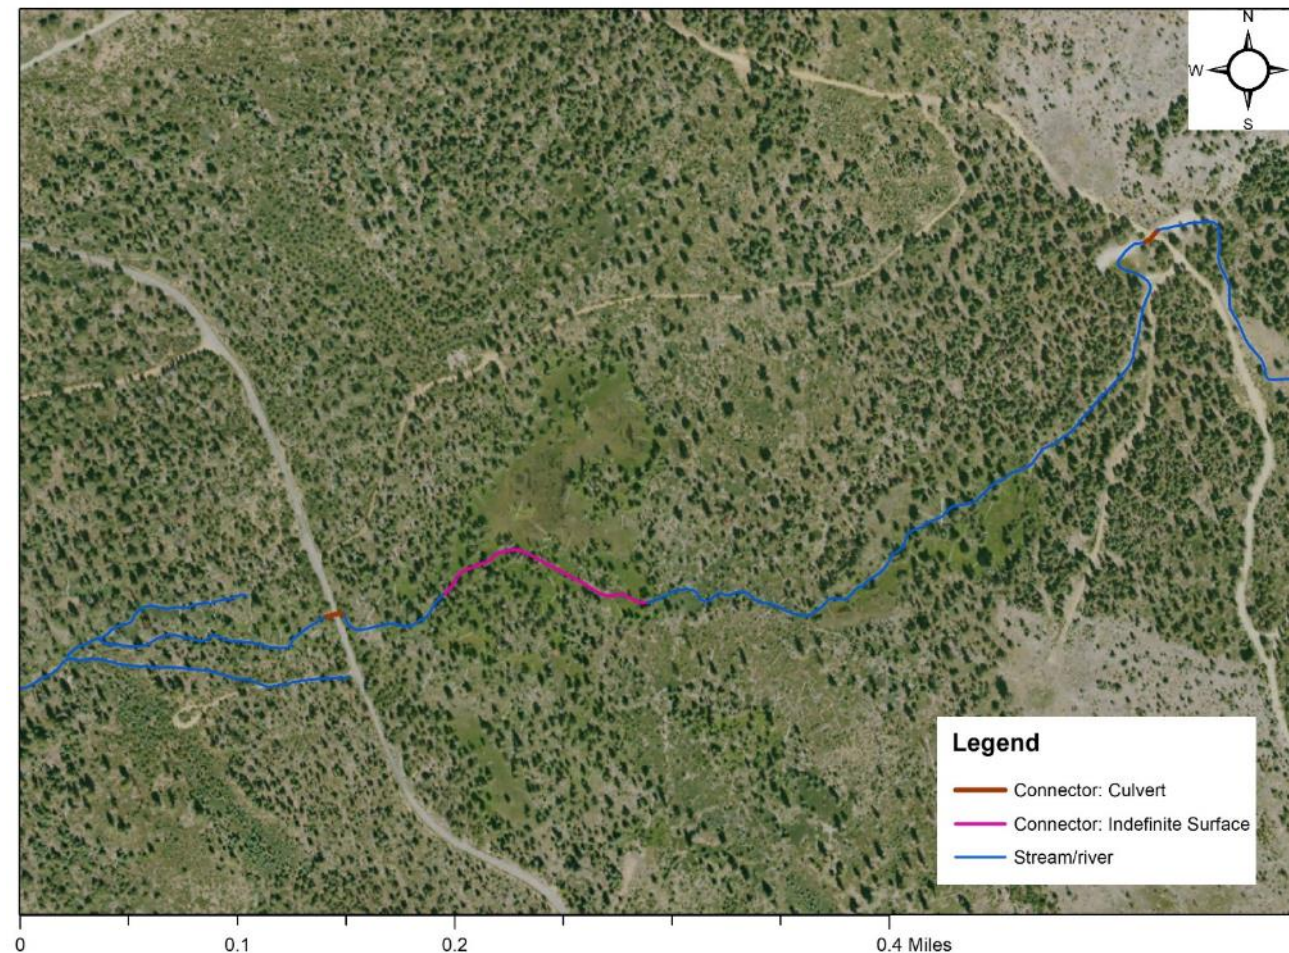 N
W
S
Legend
Connector: Culvert
Connector: Indefinite Surface
Stream/river
0 0.1 0.2 0.4 Miles